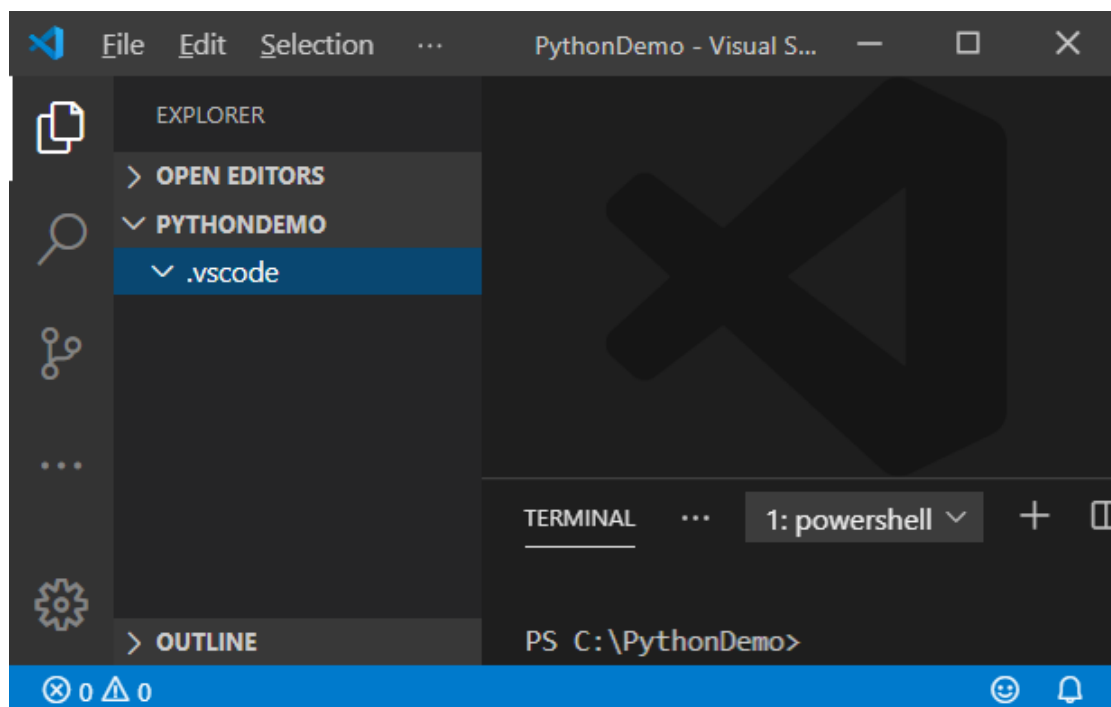 File Edit Selection ··· PythonDemo - Visual S...
EXPLORER
OPEN EDITORS
PYTHONDEMO
.vscode
TERMINAL ··· 1: powershell
PS C:\PythonDemo>
OUTLINE
0 0